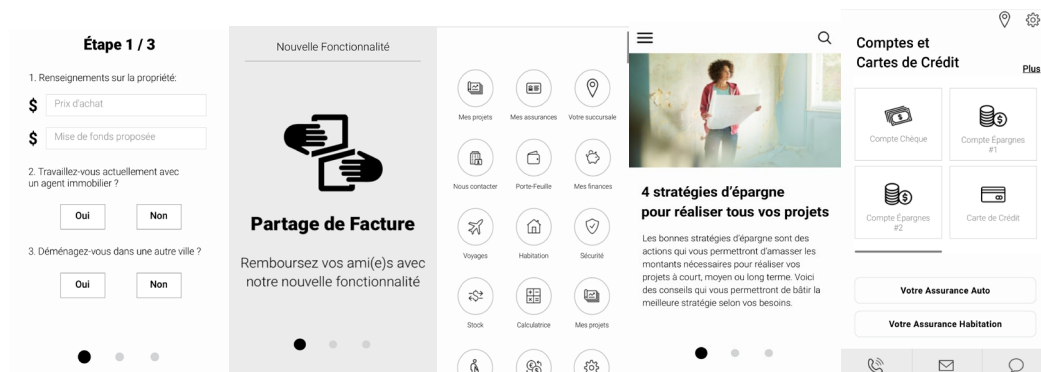 Étape 1 / 3
1. Renseignements sur la propriété:
$ Prix d'achat
$ Mise de fonds proposée
2. Travaillez-vous actuellement avec
un agent immobilier ?
Oui Non
3. Déménagez-vous dans une autre ville ?
Oui Non
Nouvelle Fonctionnalité
Partage de Facture
Remboursez vos ami(e)s avec
notre nouvelle fonctionnalité
Mes projets Mes assurances Votre succursale
Nous contacter Porte-Feuille Mes finances
Voyages Habitation Sécurité
Stock Calculatrice Mes projets
4 stratégies d'épargne
pour réaliser tous vos projets
Les bonnes stratégies d'épargne sont des
actions qui vous permettront d'amasser les
montants nécessaires pour réaliser vos
projets à court, moyen ou long terme. Voici
des conseils qui vous permettront de bâtir la
meilleure stratégie selon vos besoins.
Comptes et
Cartes de Crédit
Plus
Compte Chèque
Compte Épargnes
#1
Compte Épargnes
#2
Carte de Crédit
Votre Assurance Auto
Votre Assurance Habitation